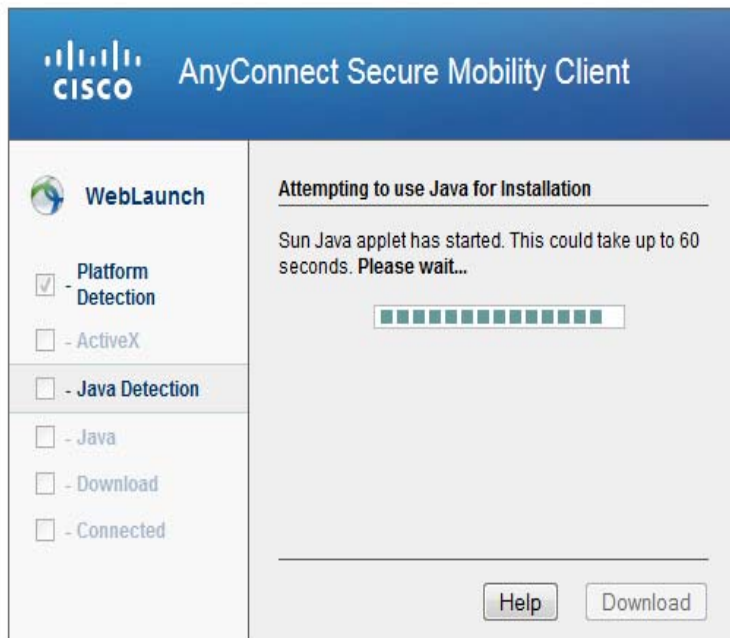 CISCO
AnyConnect Secure Mobility Client
WebLaunch
- Platform
Detection
- ActiveX
- Java Detection
- Java
- Download
- Connected
Attempting to use Java for Installation
Sun Java applet has started. This could take up to 60
seconds. Please wait...
Help
Download